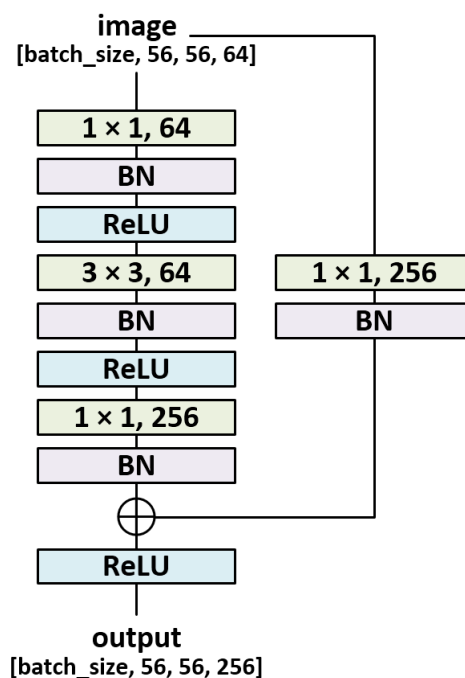 image
[batch_size, 56, 56, 64]
1 × 1, 64
BN
ReLU
3 × 3, 64
BN
ReLU
1 × 1, 256
BN
1 × 1, 256
BN
ReLU
output
[batch_size, 56, 56, 256]